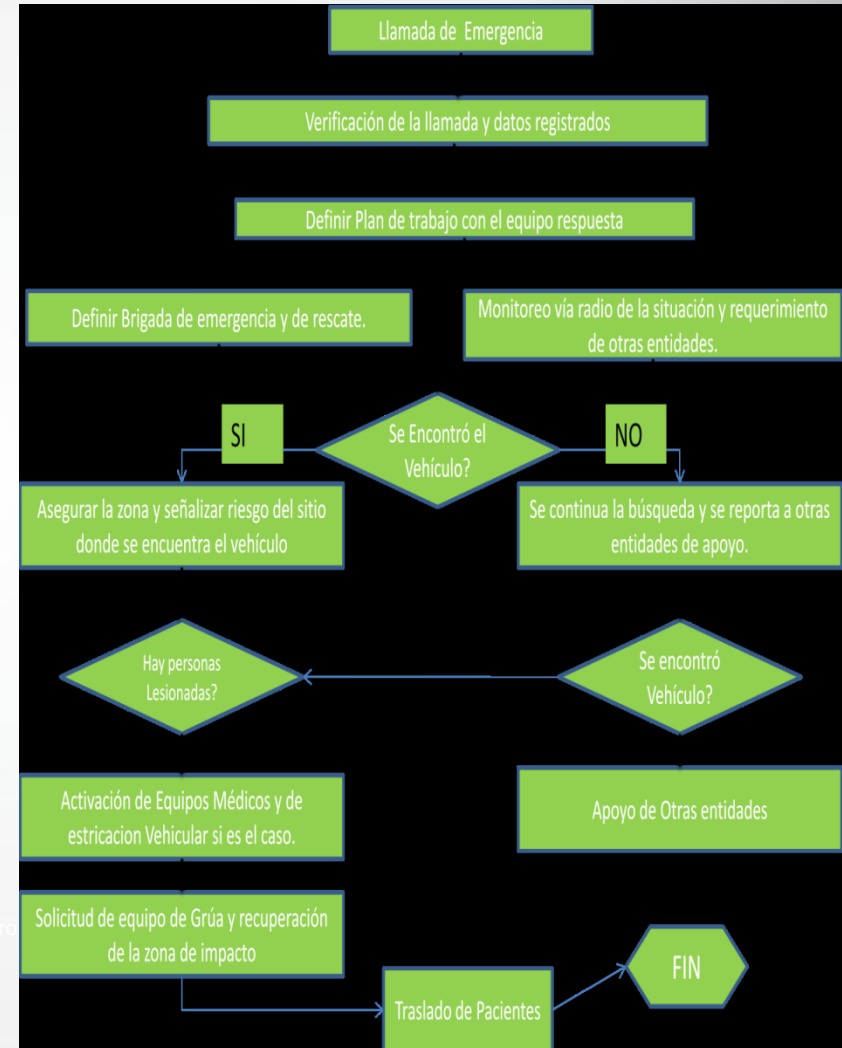 Llamada de Emergencia
Verificación de la llamada y datos registrados
Definir Plan de trabajo con el equipo respuesta
Definir Brigada de emergencia y de rescate.
Monitoreo vía radio de la situación y requerimiento
de otras entidades.
SI
Se Encontró el
Vehículo?
NO
Asegurar la zona y señalizar riesgo del sitio
donde se encuentra el vehículo
Se continua la búsqueda y se reporta a otras
entidades de apoyo.
Hay personas
Lesionadas?
Se encontró
Vehículo?
Activación de Equipos Médicos y de
estricacion Vehicular si es el caso.
Apoyo de Otras entidades
Solicitud de equipo de Grúa y recuperación
de la zona de impacto
ro
FIN
Traslado de Pacientes